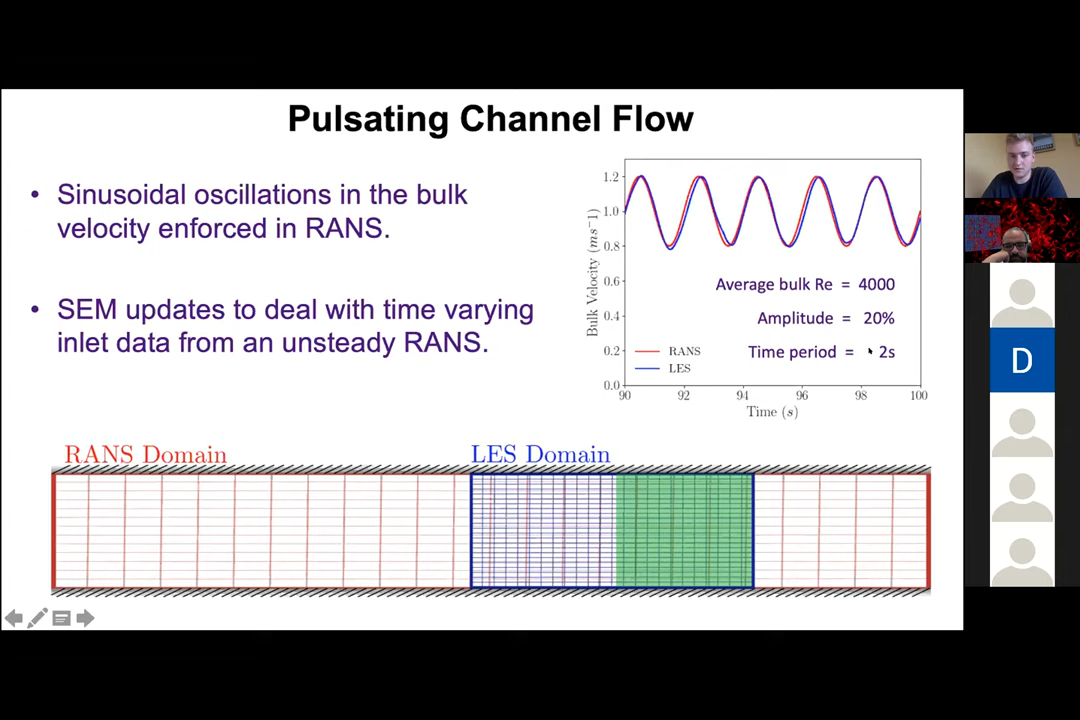 Pulsating Channel Flow
• Sinusoidal oscillations in the bulk
velocity enforced in RANS.
• SEM updates to deal with time varying
inlet data from an unsteady RANS.
1.2
1.0
0.8
0.6
0.4
0.2
0.0
Bulk Velocity (ms⁻¹)
Average bulk Re = 4000
Amplitude = 20%
Time period = 2s
RANS
LES
90 92 94 96 98 100
Time (s)
RANS Domain
LES Domain
D